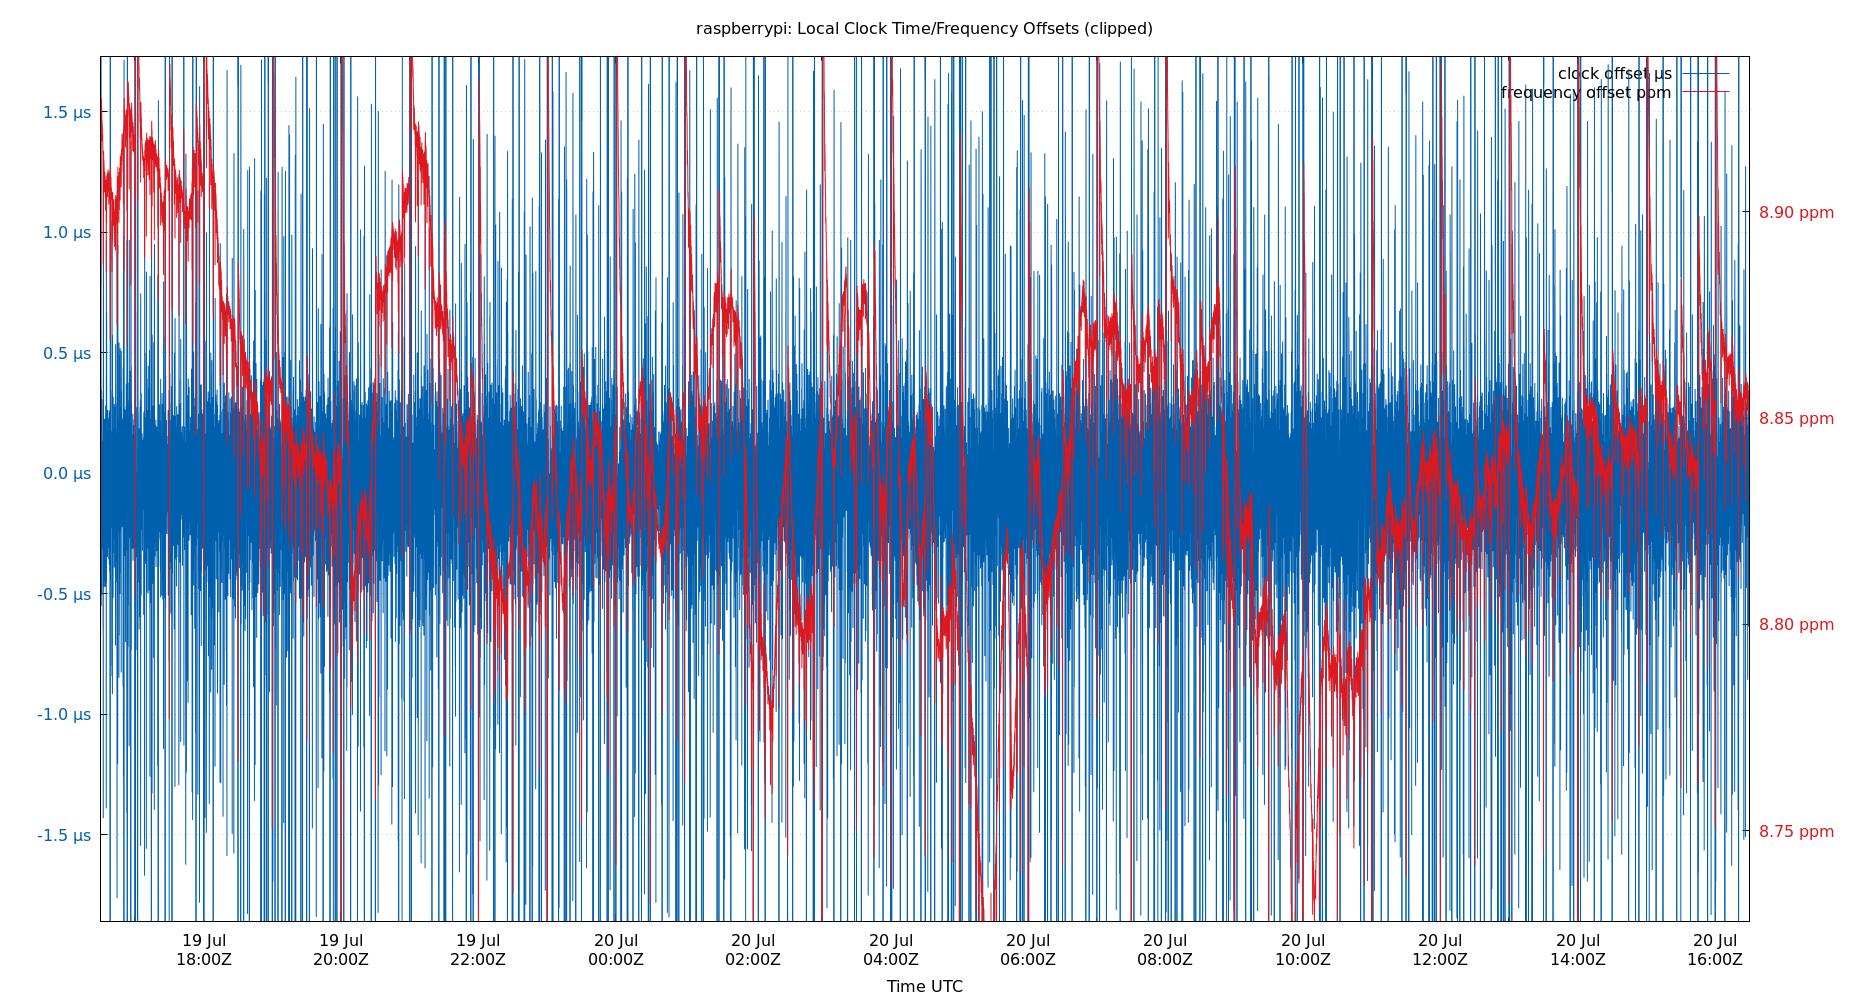 raspberrypi: Local Clock Time/Frequency Offsets (clipped)
clock offset µs
frequency offset ppm
1.5 µs
1.0 µs
0.5 µs
0.0 µs
-0.5 µs
-1.0 µs
-1.5 µs
8.90 ppm
8.85 ppm
8.80 ppm
8.75 ppm
19 Jul 19 Jul 19 Jul 20 Jul 20 Jul 20 Jul 20 Jul 20 Jul 20 Jul 20 Jul 20 Jul 20 Jul
18:00Z 20:00Z 22:00Z 00:00Z 02:00Z 04:00Z 06:00Z 08:00Z 10:00Z 12:00Z 14:00Z 16:00Z
Time UTC